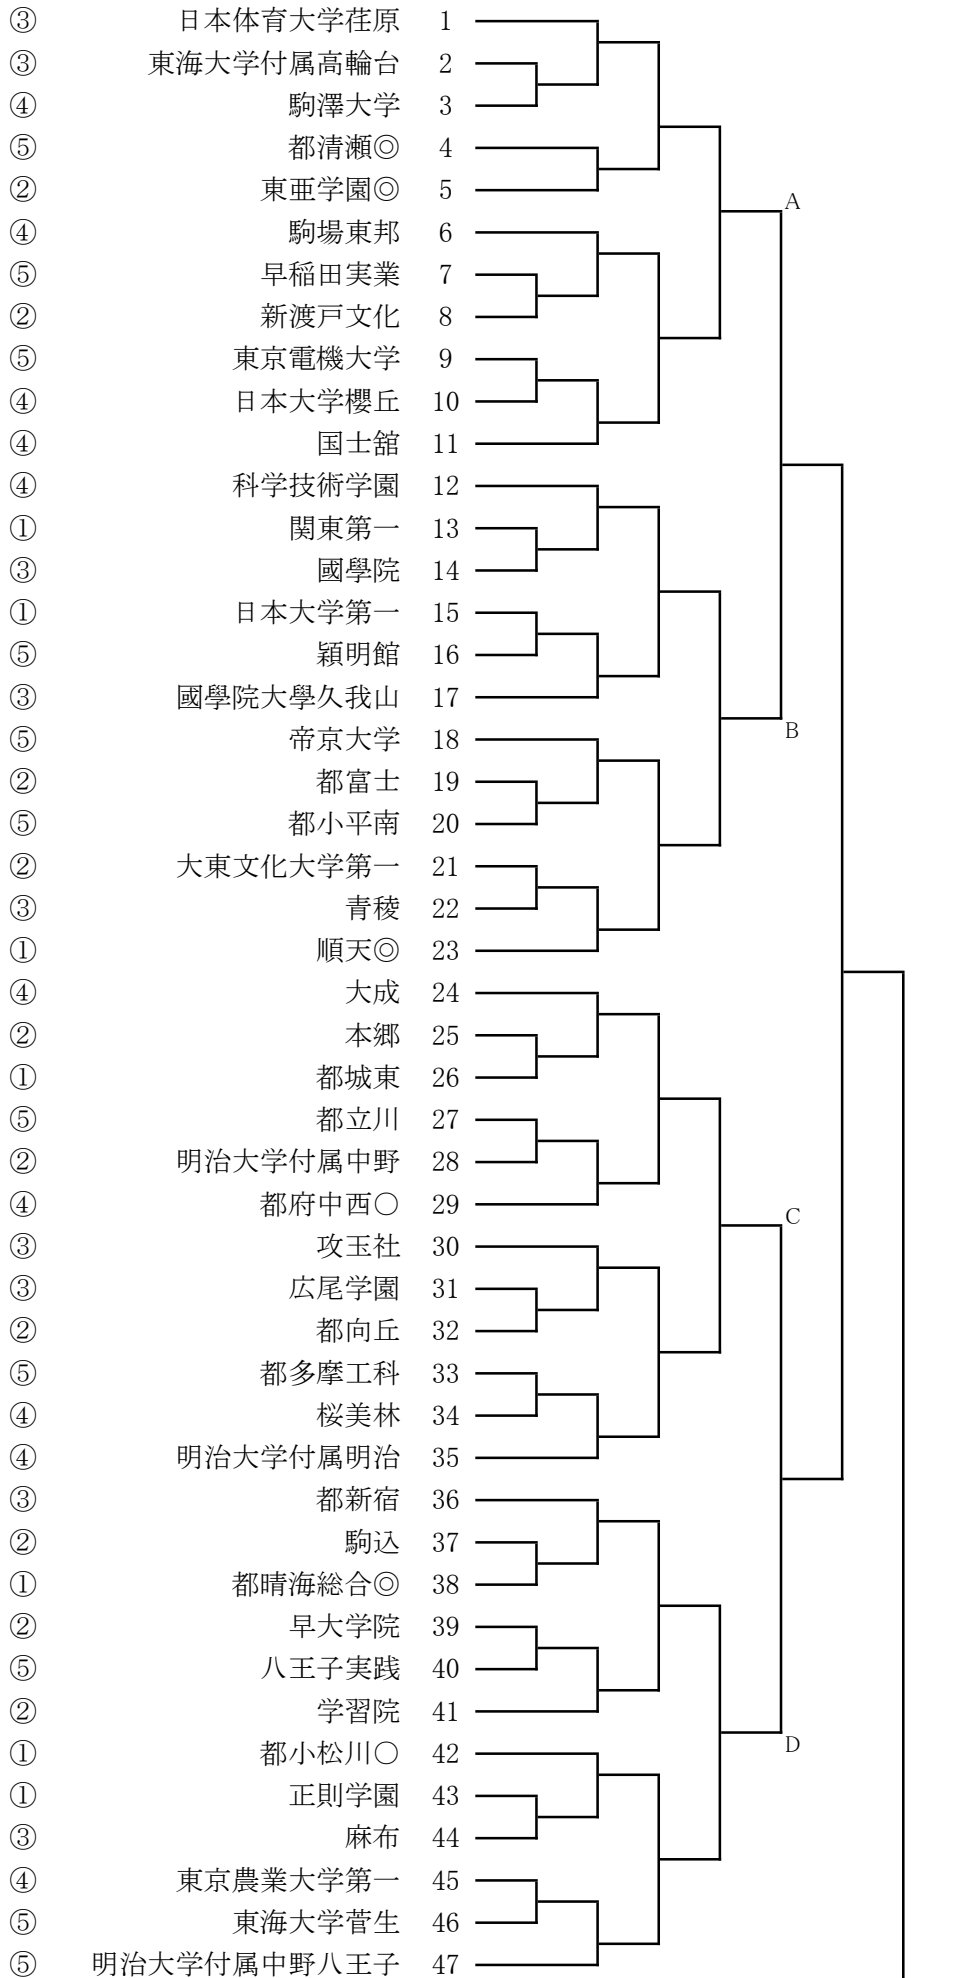 ③ 日本体育大学荏原 1
③ 東海大学付属高輪台 2
④ 駒澤大学 3
⑤ 都清瀬◎ 4
② 東亜学園◎ 5
A
④ 駒場東邦 6
⑤ 早稲田実業 7
② 新渡戸文化 8
⑤ 東京電機大学 9
④ 日本大学櫻丘 10
④ 国士舘 11
④ 科学技術学園 12
① 関東第一 13
③ 國學院 14
① 日本大学第一 15
⑤ 穎明館 16
③ 國學院大學久我山 17
B
⑤ 帝京大学 18
② 都富士 19
⑤ 都小平南 20
② 大東文化大学第一 21
③ 青稜 22
① 順天◎ 23
④ 大成 24
② 本郷 25
① 都城東 26
⑤ 都立川 27
② 明治大学付属中野 28
④ 都府中西○ 29
C
③ 攻玉社 30
③ 広尾学園 31
② 都向丘 32
⑤ 都多摩工科 33
④ 桜美林 34
④ 明治大学付属明治 35
③ 都新宿 36
② 駒込 37
① 都晴海総合◎ 38
② 早大学院 39
⑤ 八王子実践 40
② 学習院 41
D
① 都小松川○ 42
① 正則学園 43
③ 麻布 44
④ 東京農業大学第一 45
⑤ 東海大学菅生 46
⑤ 明治大学付属中野八王子 47